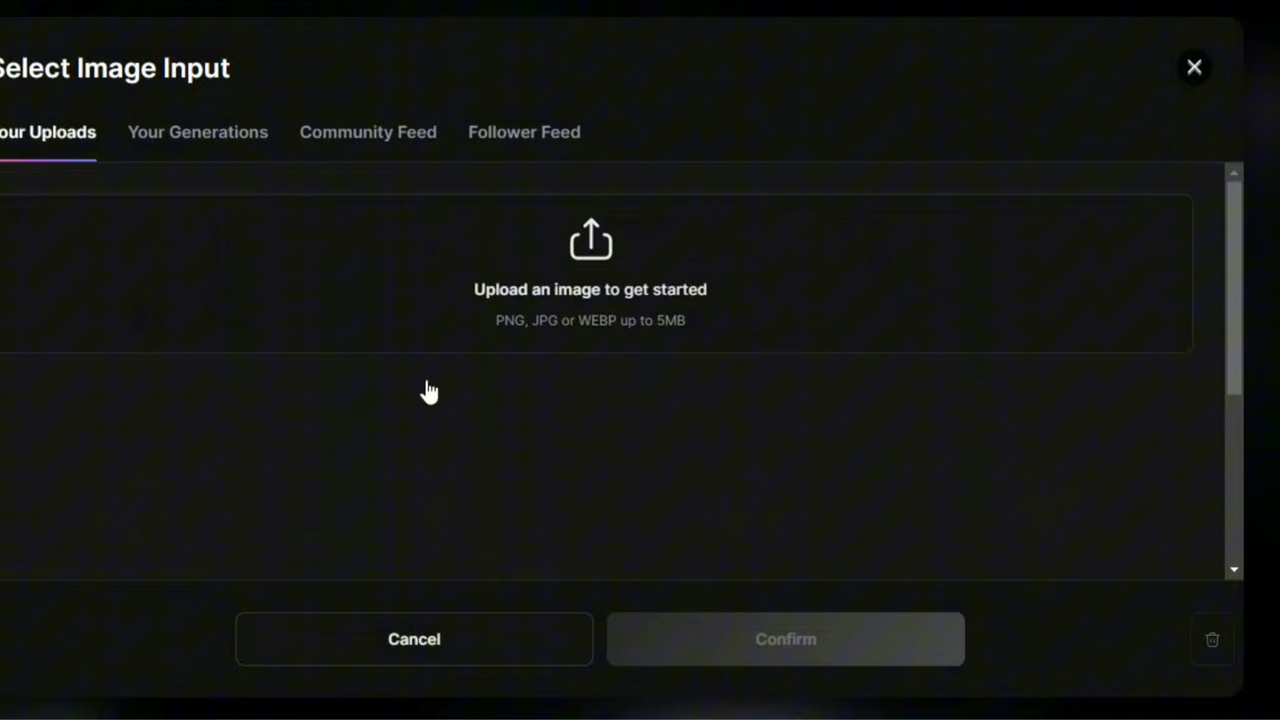 Select Image Input
our Uploads Your Generations Community Feed Follower Feed
Upload an image to get started
PNG, JPG or WEBP up to 5MB
Cancel Confirm